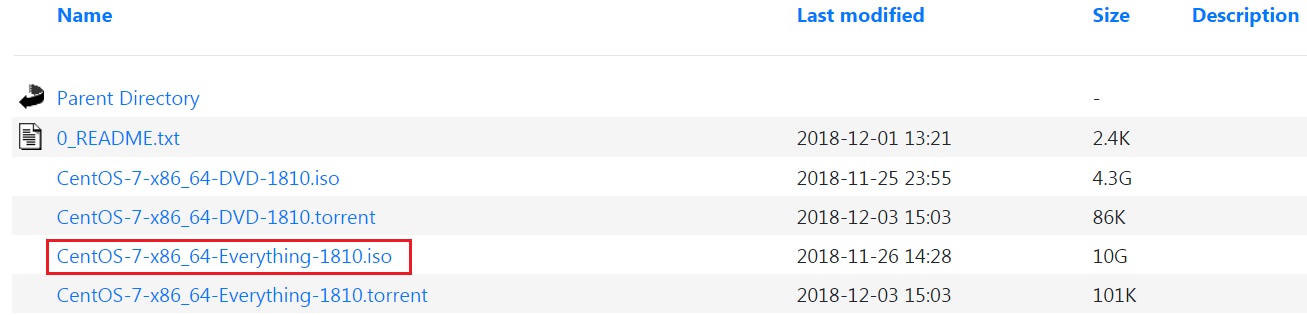 Name Last modified Size Description
Parent Directory -
0_README.txt 2018-12-01 13:21 2.4K
CentOS-7-x86_64-DVD-1810.iso 2018-11-25 23:55 4.3G
CentOS-7-x86_64-DVD-1810.torrent 2018-12-03 15:03 86K
CentOS-7-x86_64-Everything-1810.iso 2018-11-26 14:28 10G
CentOS-7-x86_64-Everything-1810.torrent 2018-12-03 15:03 101K